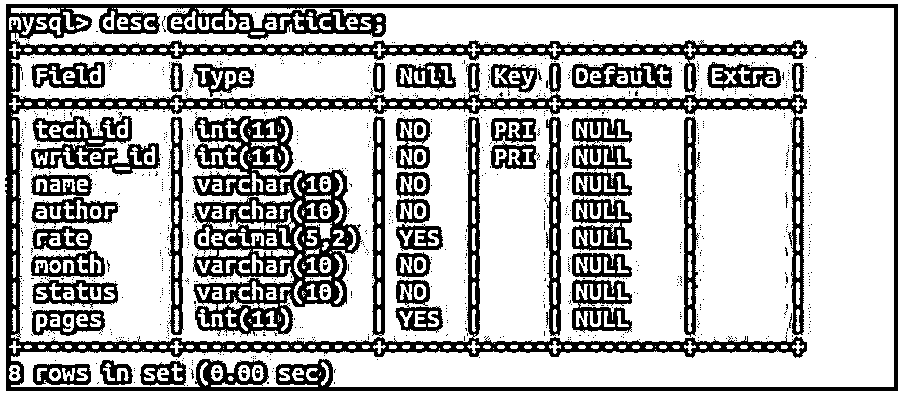 mysql> desc educba_articles;
+-----------+--------------+------+-----+---------+-------+
| Field     | Type         | Null | Key | Default | Extra |
+-----------+--------------+------+-----+---------+-------+
| tech_id   | int(11)      | NO   | PRI | NULL    |       |
| writer_id | int(11)      | NO   | PRI | NULL    |       |
| name      | varchar(10)  | NO   |     | NULL    |       |
| author    | varchar(10)  | NO   |     | NULL    |       |
| rate      | decimal(5,2) | YES  |     | NULL    |       |
| month     | varchar(10)  | NO   |     | NULL    |       |
| status    | varchar(10)  | NO   |     | NULL    |       |
| pages     | int(11)      | YES  |     | NULL    |       |
+-----------+--------------+------+-----+---------+-------+
8 rows in set (0.00 sec)